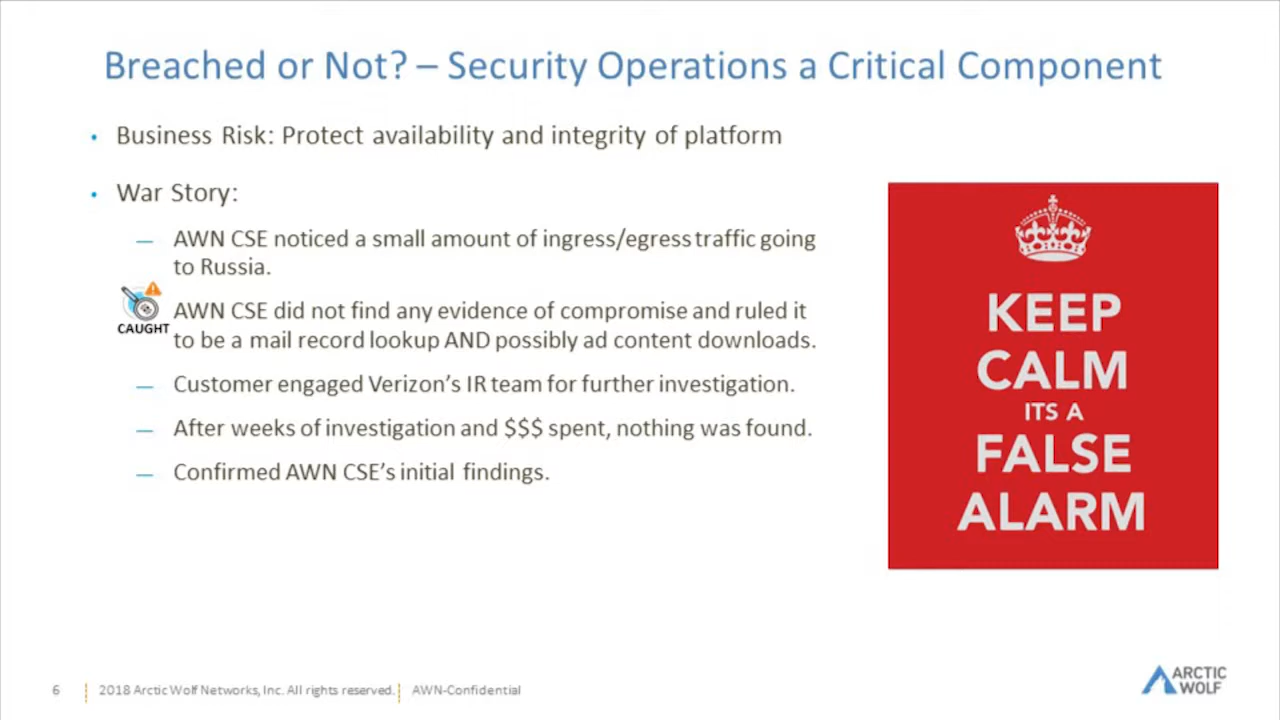 Breached or Not? – Security Operations a Critical Component
• Business Risk: Protect availability and integrity of platform
• War Story:
— AWN CSE noticed a small amount of ingress/egress traffic going
to Russia.
CAUGHT
AWN CSE did not find any evidence of compromise and ruled it
to be a mail record lookup AND possibly ad content downloads.
— Customer engaged Verizon's IR team for further investigation.
— After weeks of investigation and $$$ spent, nothing was found.
— Confirmed AWN CSE's initial findings.
KEEP
CALM
ITS A
FALSE
ALARM
6
2018 Arctic Wolf Networks, Inc. All rights reserved.
AWN-Confidential
ARCTIC
WOLF